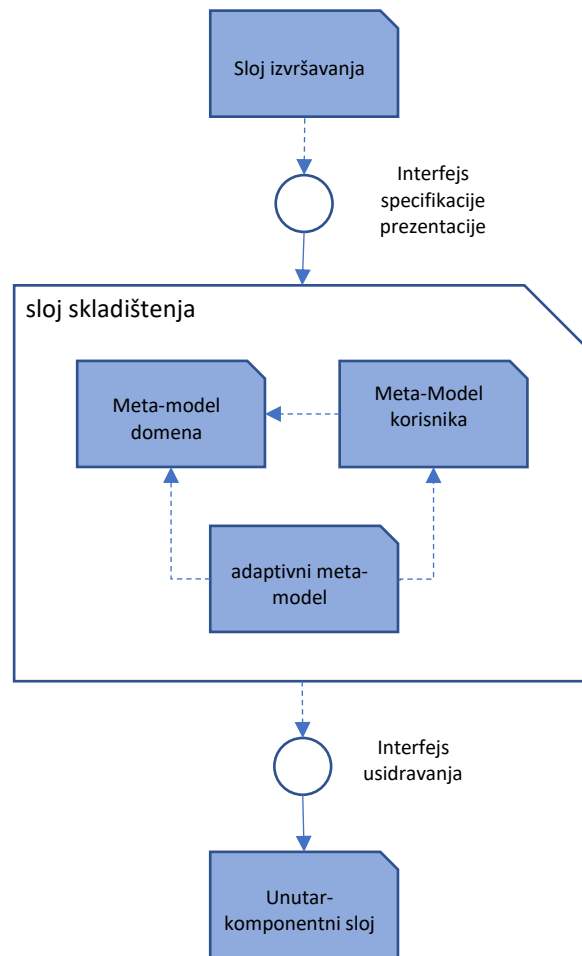 Sloj izvršavanja
Interfejs
specifikacije
prezentacije
sloj skladištenja
Meta-model
domena
Meta-Model
korisnika
adaptivni meta-
model
Interfejs
usidravanja
Unutar-
komponentni sloj